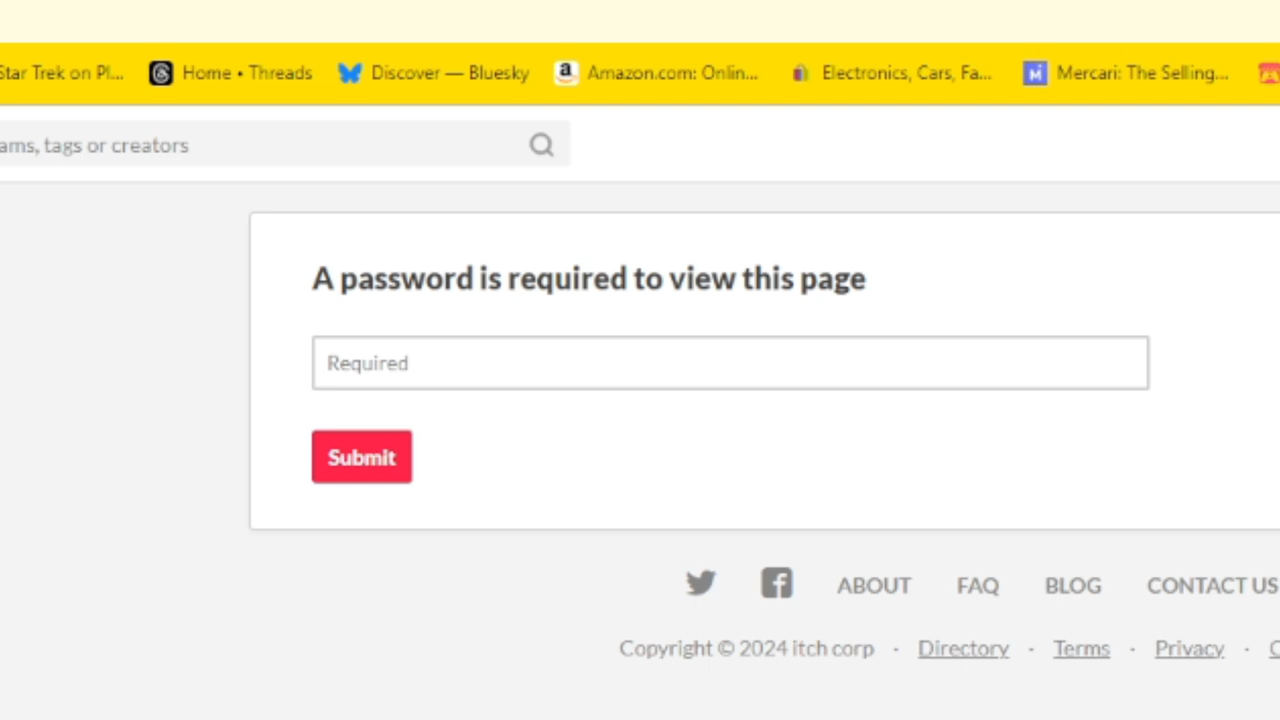 Star Trek on Pl... Home • Threads Discover — Bluesky Amazon.com: Onlin... Electronics, Cars, Fa... Mercari: The Selling...
ams, tags or creators
A password is required to view this page
Required
Submit
ABOUT FAQ BLOG CONTACT US
Copyright © 2024 itch corp · Directory · Terms · Privacy ·